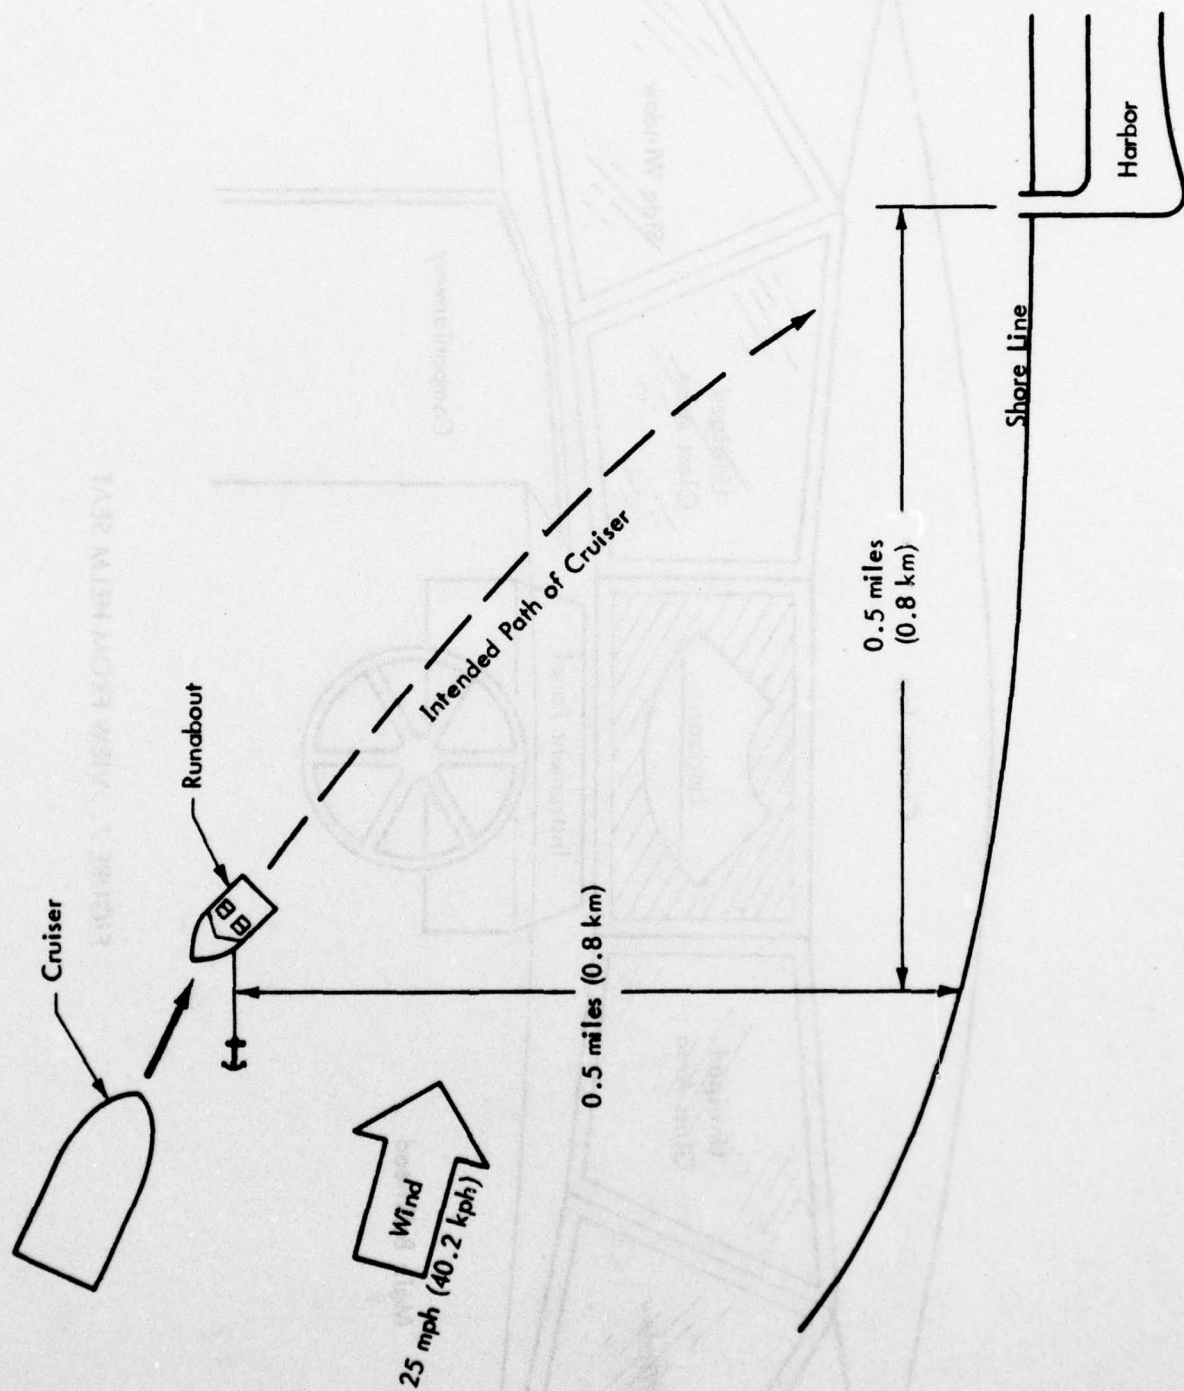 Cruiser
Runabout
Wind
25 mph (40.2 kph)
Intended Path of Cruiser
0.5 miles (0.8 km)
0.5 miles
(0.8 km)
Shore Line
Harbor